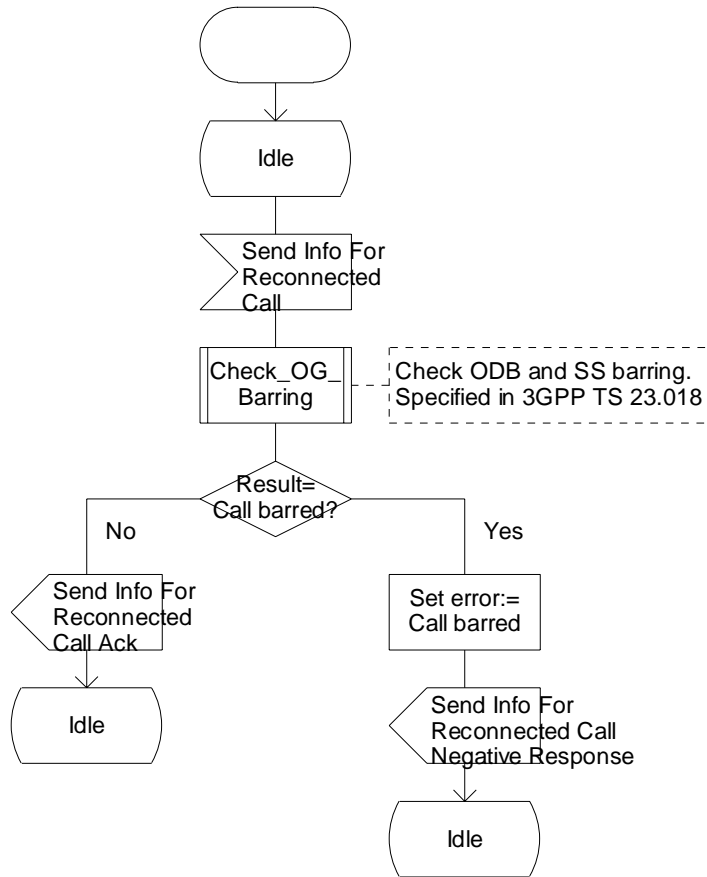 Idle
Send Info For
Reconnected
Call
Check_OG_
Barring
Check ODB and SS barring.
Specified in 3GPP TS 23.018
Result=
Call barred?
No
Yes
Send Info For
Reconnected
Call Ack
Set error:=
Call barred
Idle
Send Info For
Reconnected Call
Negative Response
Idle